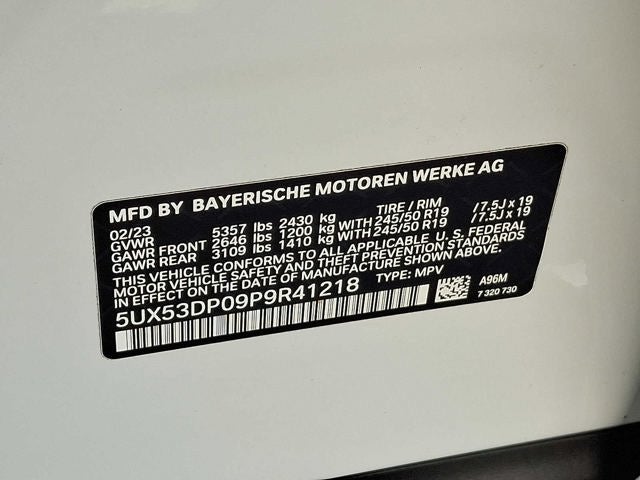 MFD BY BAYERISCHE MOTOREN WERKE AG
02/23 TIRE / RIM
GVWR 5357 lbs 2430 kg
GAWR FRONT 2646 lbs 1200 kg WITH 245/50 R19 /7.5J x 19
GAWR REAR 3109 lbs 1410 kg WITH 245/50 R19 /7.5J x 19
THIS VEHICLE CONFORMS TO ALL APPLICABLE U. S. FEDERAL
MOTOR VEHICLE SAFETY AND THEFT PREVENTION STANDARDS
IN EFFECT ON THE DATE OF MANUFACTURE.
5UX53DP09P9R41218 TYPE: MPV A96M
7 320 730